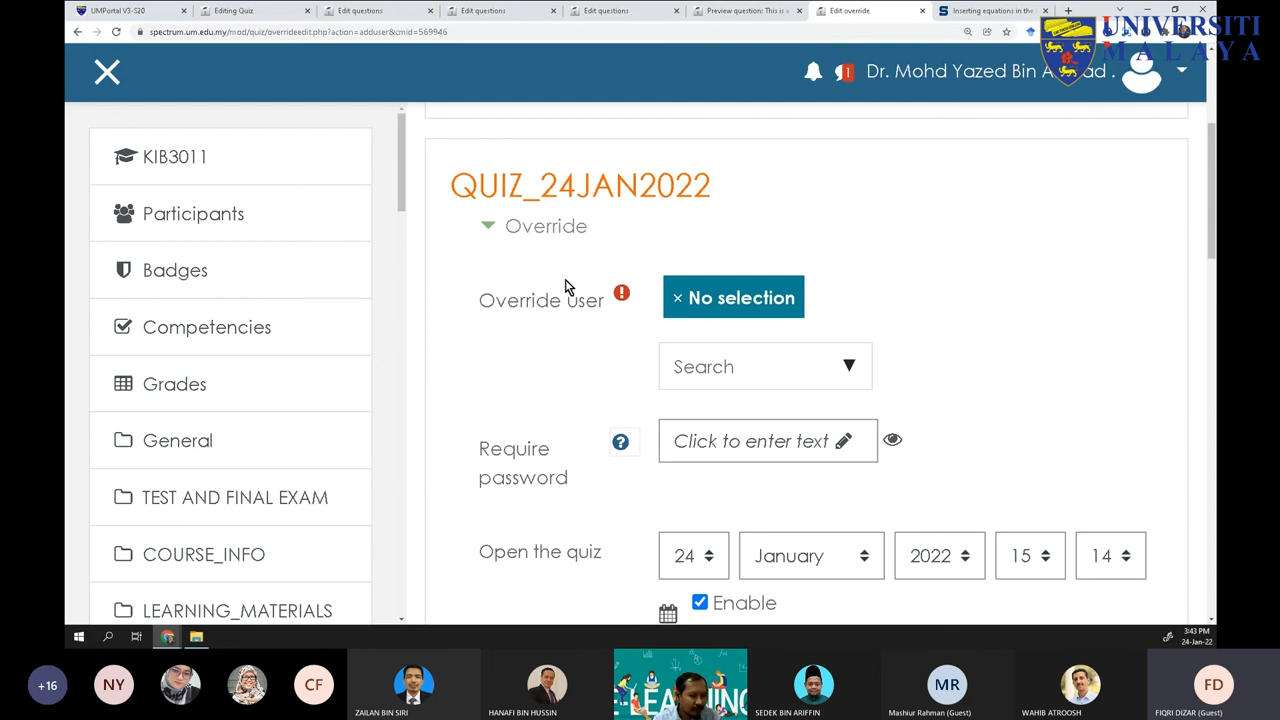 UMPortal V3-S20
Editing Quiz
Edit questions
Edit questions
Edit questions
Preview question: This is
Edit override
Inserting equations in the
spectrum.um.edu.my/mod/quiz/overrideedit.php?action=adduser&cmid=569946
UNIVERSITI
MALAYA
1
Dr. Mohd Yazed Bin
KIB3011
Participants
Badges
Competencies
Grades
General
TEST AND FINAL EXAM
COURSE_INFO
LEARNING_MATERIALS
QUIZ_24JAN2022
Override
Override user
× No selection
Search
Require
password
Click to enter text
Open the quiz
24 January 2022 15 14
Enable
3:43 PM
24-Jan-22
+16
NY
CF
ZAILAN BIN SIRI
HANAFI BIN HUSSIN
SEDEK BIN ARIFFIN
MR
Mashiur Rahman (Guest)
WAHIB ATROOSH
FD
FIQRI DIZAR (Guest)